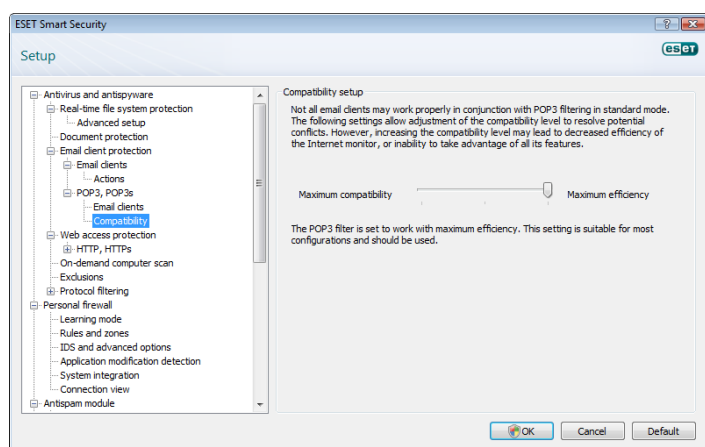 ESET Smart Security
Setup
eseT
Antivirus and antispyware
Real-time file system protection
Advanced setup
Document protection
Email client protection
Email clients
Actions
POP3, POP3s
Email clients
Compatibility
Web access protection
HTTP, HTTPs
On-demand computer scan
Exclusions
Protocol filtering
Personal firewall
Learning mode
Rules and zones
IDS and advanced options
Application modification detection
System integration
Connection view
Antispam module
Compatibility setup
Not all email clients may work properly in conjunction with POP3 filtering in standard mode.
The following settings allow adjustment of the compatibility level to resolve potential
conflicts. However, increasing the compatibility level may lead to decreased efficiency of
the Internet monitor, or inability to take advantage of all its features.
Maximum compatibility
Maximum efficiency
The POP3 filter is set to work with maximum efficiency. This setting is suitable for most
configurations and should be used.
OK
Cancel
Default